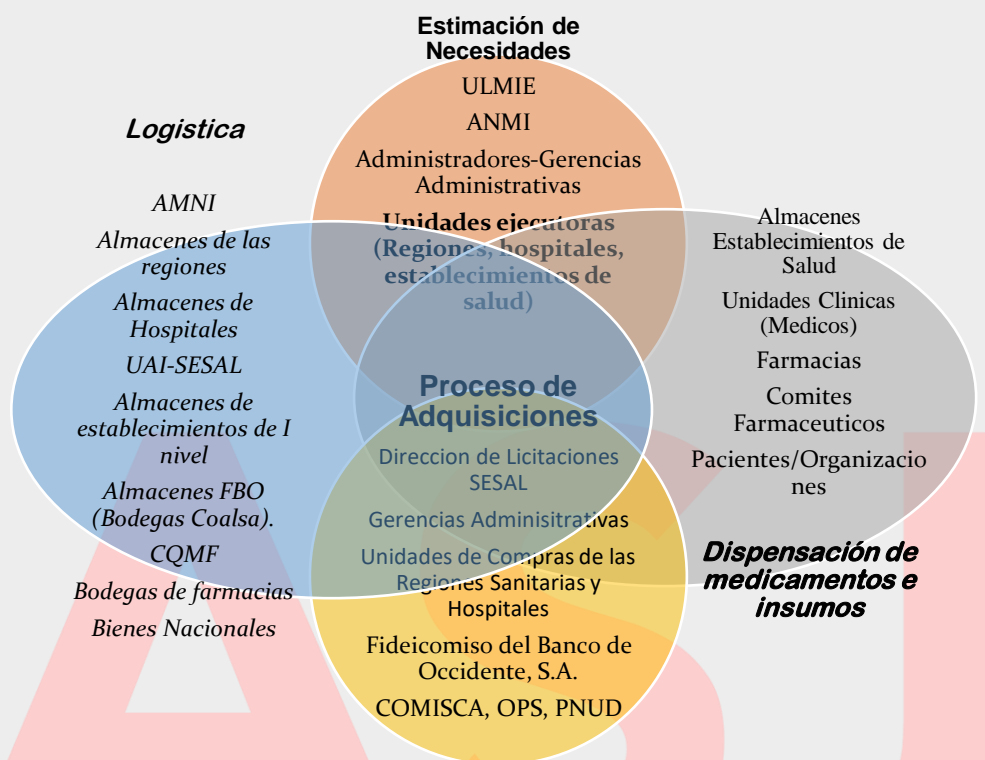 Estimación de
Necesidades
ULMIE
ANMI
Administradores-Gerencias
Administrativas
Unidades ejecutoras
(Regiones, hospitales,
establecimientos de
salud)
Logistica
AMNI
Almacenes de las
regiones
Almacenes de
Hospitales
UAI-SESAL
Almacenes de
establecimientos de I
nivel
Almacenes FBO
(Bodegas Coalsa).
CQMF
Bodegas de farmacias
Bienes Nacionales
Proceso de
Adquisiciones
Direccion de Licitaciones
SESAL
Gerencias Adminisitrativas
Unidades de Compras de las
Regiones Sanitarias y
Hospitales
Fideicomiso del Banco de
Occidente, S.A.
COMISCA, OPS, PNUD
Almacenes
Establecimientos de
Salud
Unidades Clinicas
(Medicos)
Farmacias
Comites
Farmaceuticos
Pacientes/Organizacio
nes
Dispensación de
medicamentos e
insumos